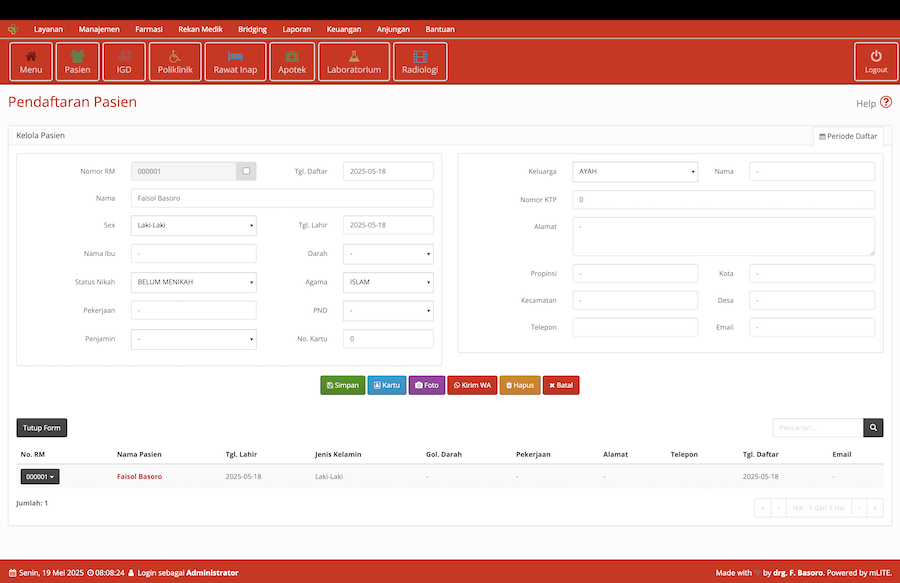 Layanan Manajemen Farmasi Rekan Medik Bridging Laporan Keuangan Anjungan Bantuan
Menu Pasien IGD Poliklinik Rawat Inap Apotek Laboratorium Radiologi Logout
Pendaftaran Pasien Help ?
Kelola Pasien Periode Daftar
Nomor RM 000001 Tgl. Daftar 2025-05-18
Nama Faisol Basoro
Sex Laki-Laki Tgl. Lahir 2025-05-18
Nama Ibu - Darah -
Status Nikah BELUM MENIKAH Agama ISLAM
Pekerjaan - PND -
Penjamin - No. Kartu 0
Keluarga AYAH Nama -
Nomor KTP 0
Alamat -
Propinsi - Kota -
Kecamatan - Desa -
Telepon Email -
Simpan Kartu Foto Kirim WA Hapus Batal
Tutup Form Pencarian...
No. RM Nama Pasien Tgl. Lahir Jenis Kelamin Gol. Darah Pekerjaan Alamat Telepon Tgl. Daftar Email
000001 Faisol Basoro 2025-05-18 Laki-Laki - - - 2025-05-18 -
Jumlah: 1
« ‹ Hal : 1 dari 1 Hal › »
Senin, 19 Mei 2025 08:08:24 Login sebagai Administrator
Made with by drg. F. Basoro. Powered by mLITE.